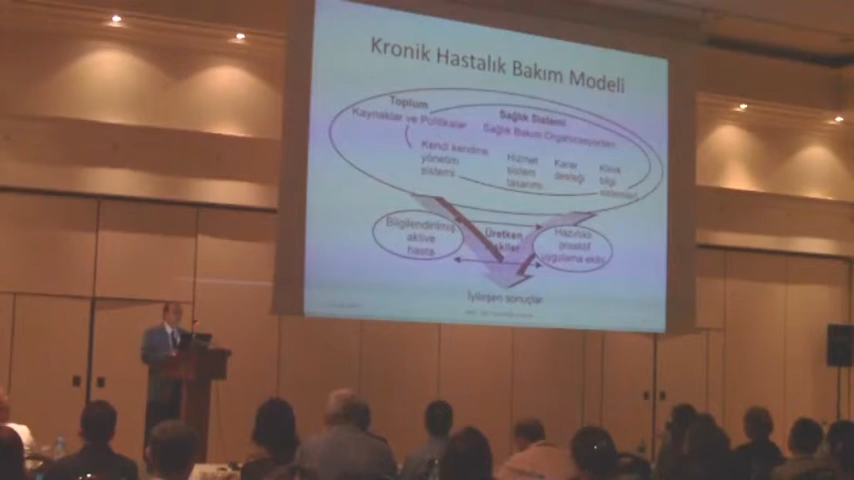 Kronik Hastalık Bakım Modeli
Toplum
Kaynaklar ve Politikalar
Sağlık Sistemi
Sağlık Bakım Organizasyonları
Kendi kendine
yönetim
sistemi
Hizmet
sistem
tasarımı
Karar
desteği
Klinik
bilgi
sistemleri
Bilgilendirilmiş
aktive
hasta
Üretken
Hazırlıklı
proaktif
uygulama ekibi
İyileşen sonuçlar